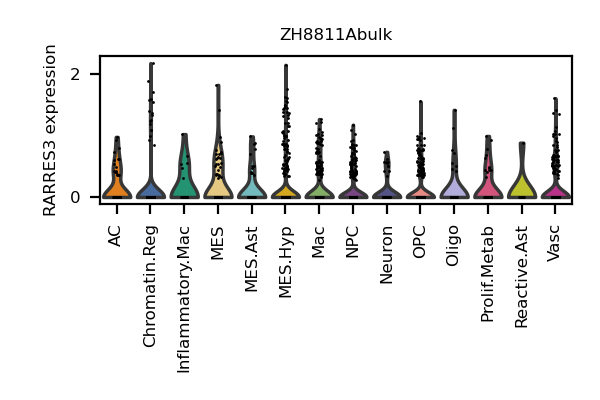 ZH8811Abulk
RARRES3 expression
2
0
AC
Chromatin.Reg
Inflammatory.Mac
MES
MES.Ast
MES.Hyp
Mac
NPC
Neuron
OPC
Oligo
Prolif.Metab
Reactive.Ast
Vasc